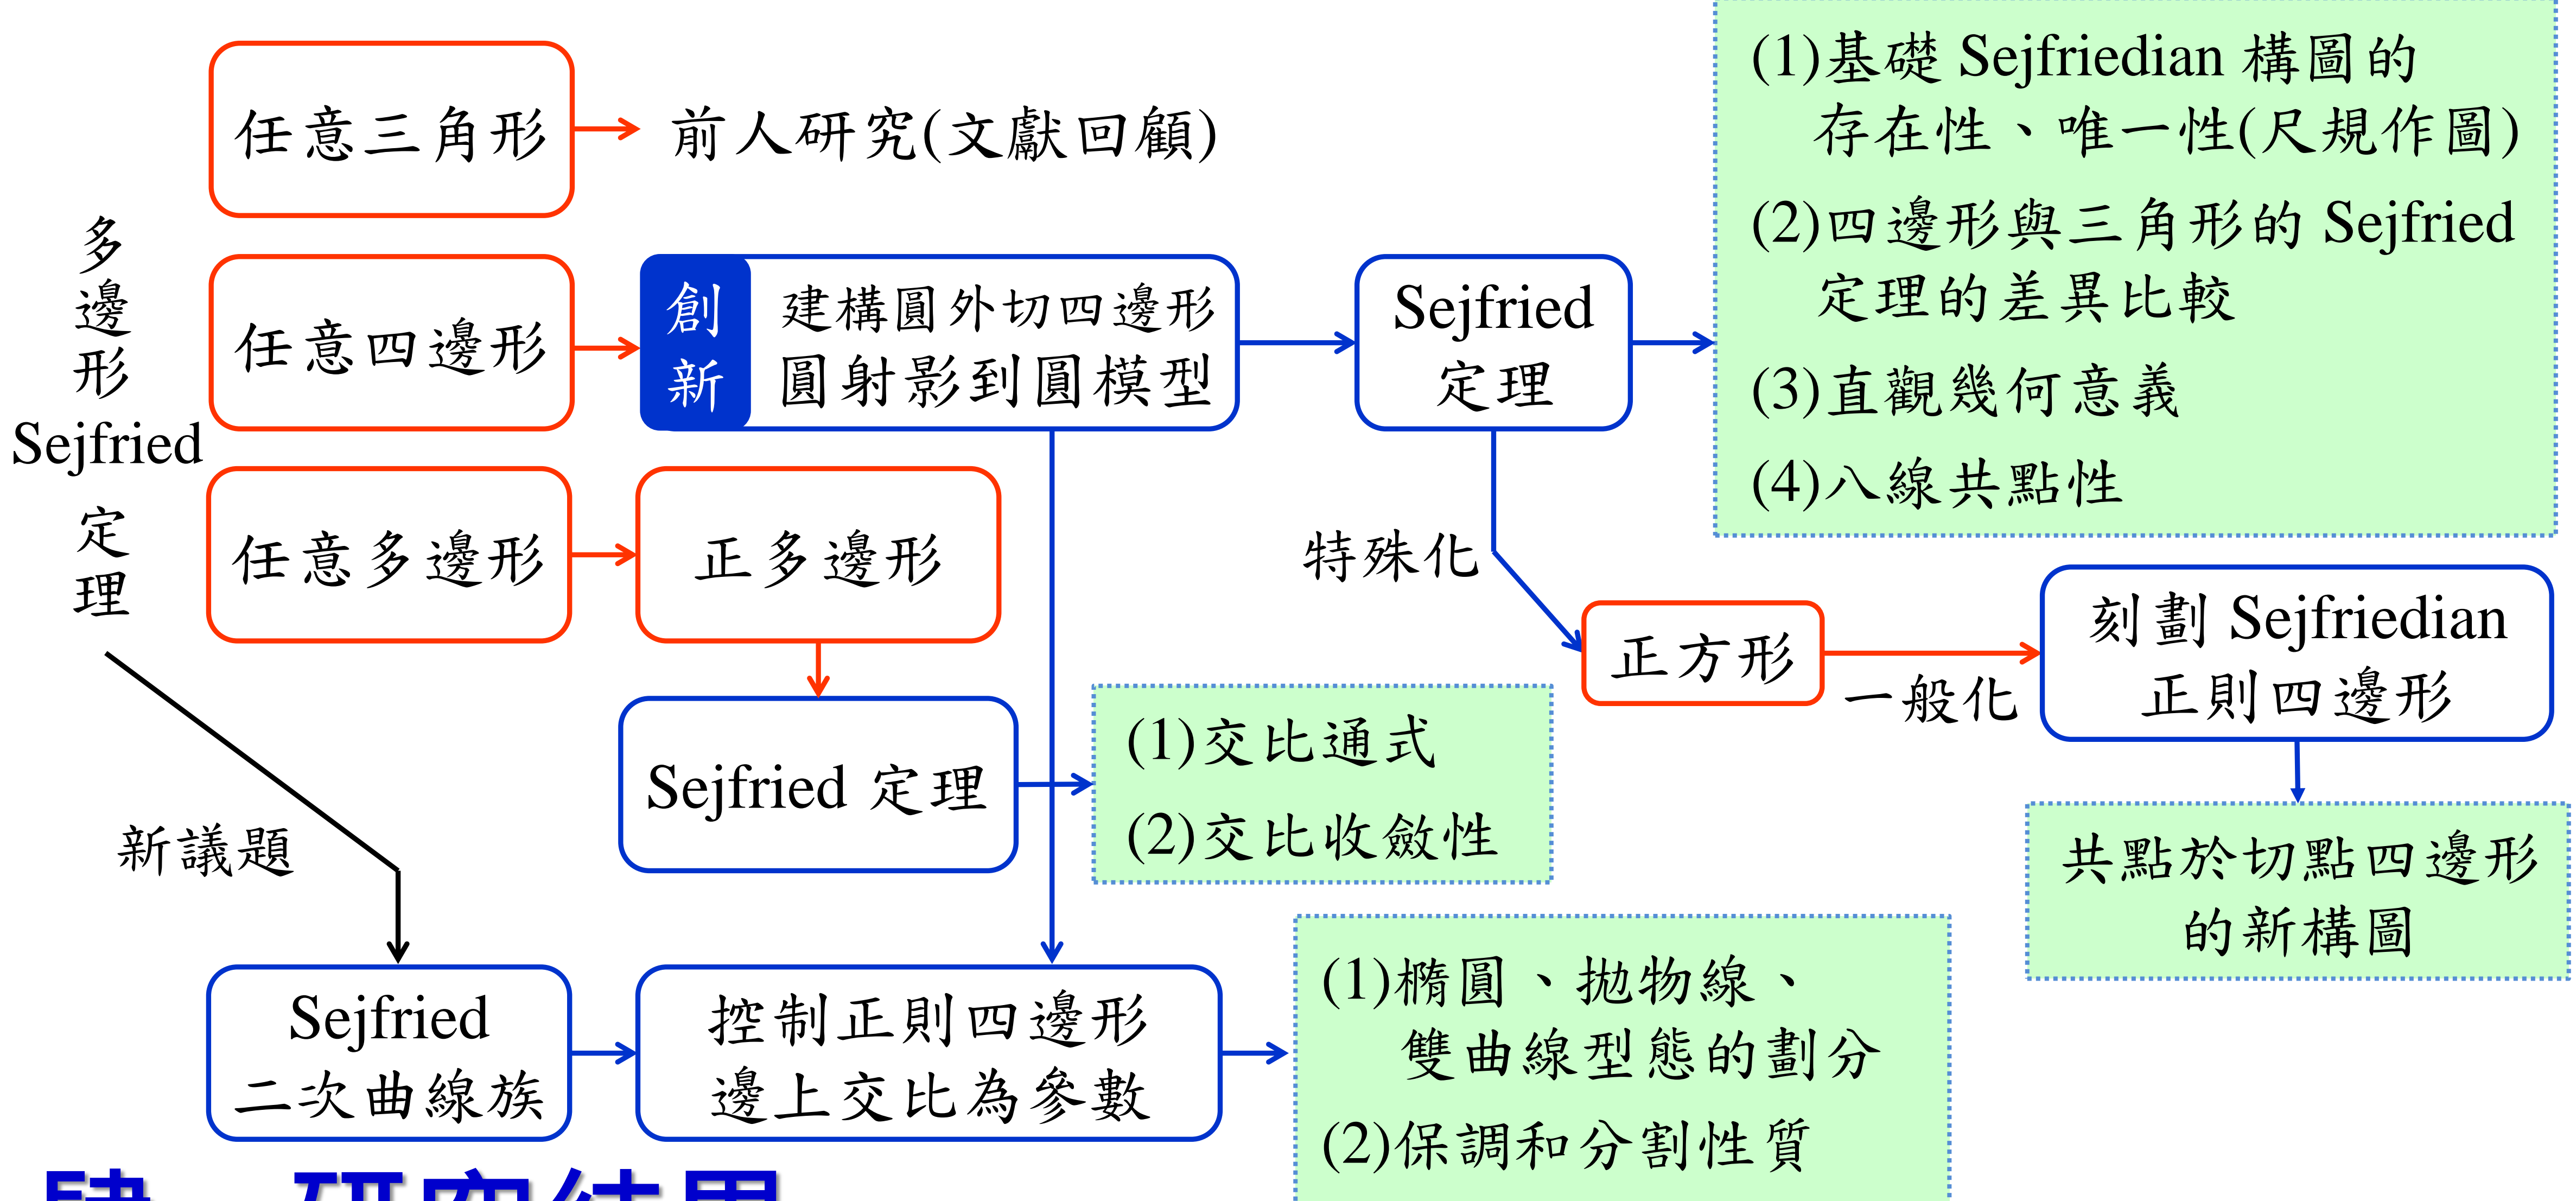 多邊形
Sejfried
定理
任意三角形
前人研究(文獻回顧)
任意四邊形
創新
建構圓外切四邊形
圓射影到圓模型
Sejfried
定理
(1)基礎 Sejfriedian 構圖的
存在性、唯一性(尺規作圖)
(2)四邊形與三角形的 Sejfried
定理的差異比較
(3)直觀幾何意義
(4)八線共點性
任意多邊形
正多邊形
特殊化
正方形
一般化
刻劃 Sejfriedian
正則四邊形
Sejfried 定理
(1)交比通式
(2)交比收斂性
共點於切點四邊形
的新構圖
新議題
Sejfried
二次曲線族
控制正則四邊形
邊上交比為參數
(1)橢圓、拋物線、
雙曲線型態的劃分
(2)保調和分割性質